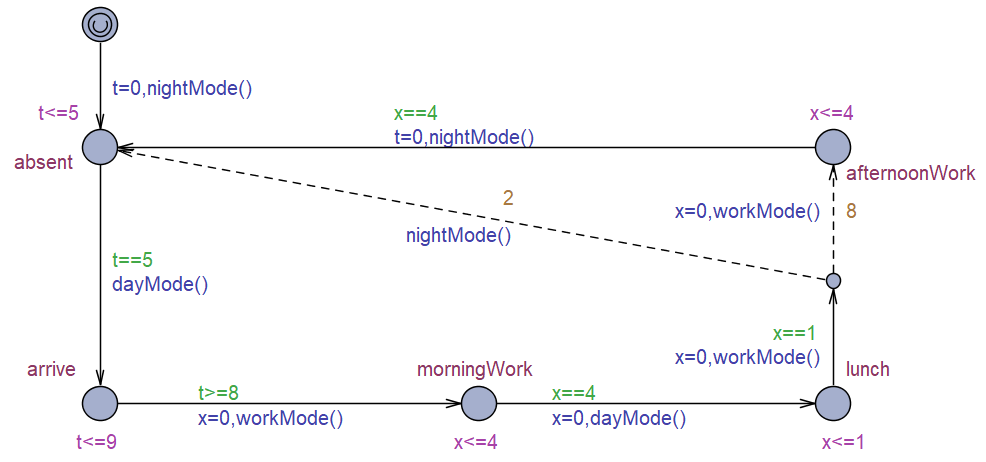 t=0,nightMode()
t<=5
x==4
x<=4
t=0,nightMode()
absent
afternoonWork
2
x=0,workMode()
8
nightMode()
t==5
dayMode()
x==1
x=0,workMode()
arrive
morningWork
lunch
t>=8
x==4
x=0,workMode()
x=0,dayMode()
t<=9
x<=4
x<=1